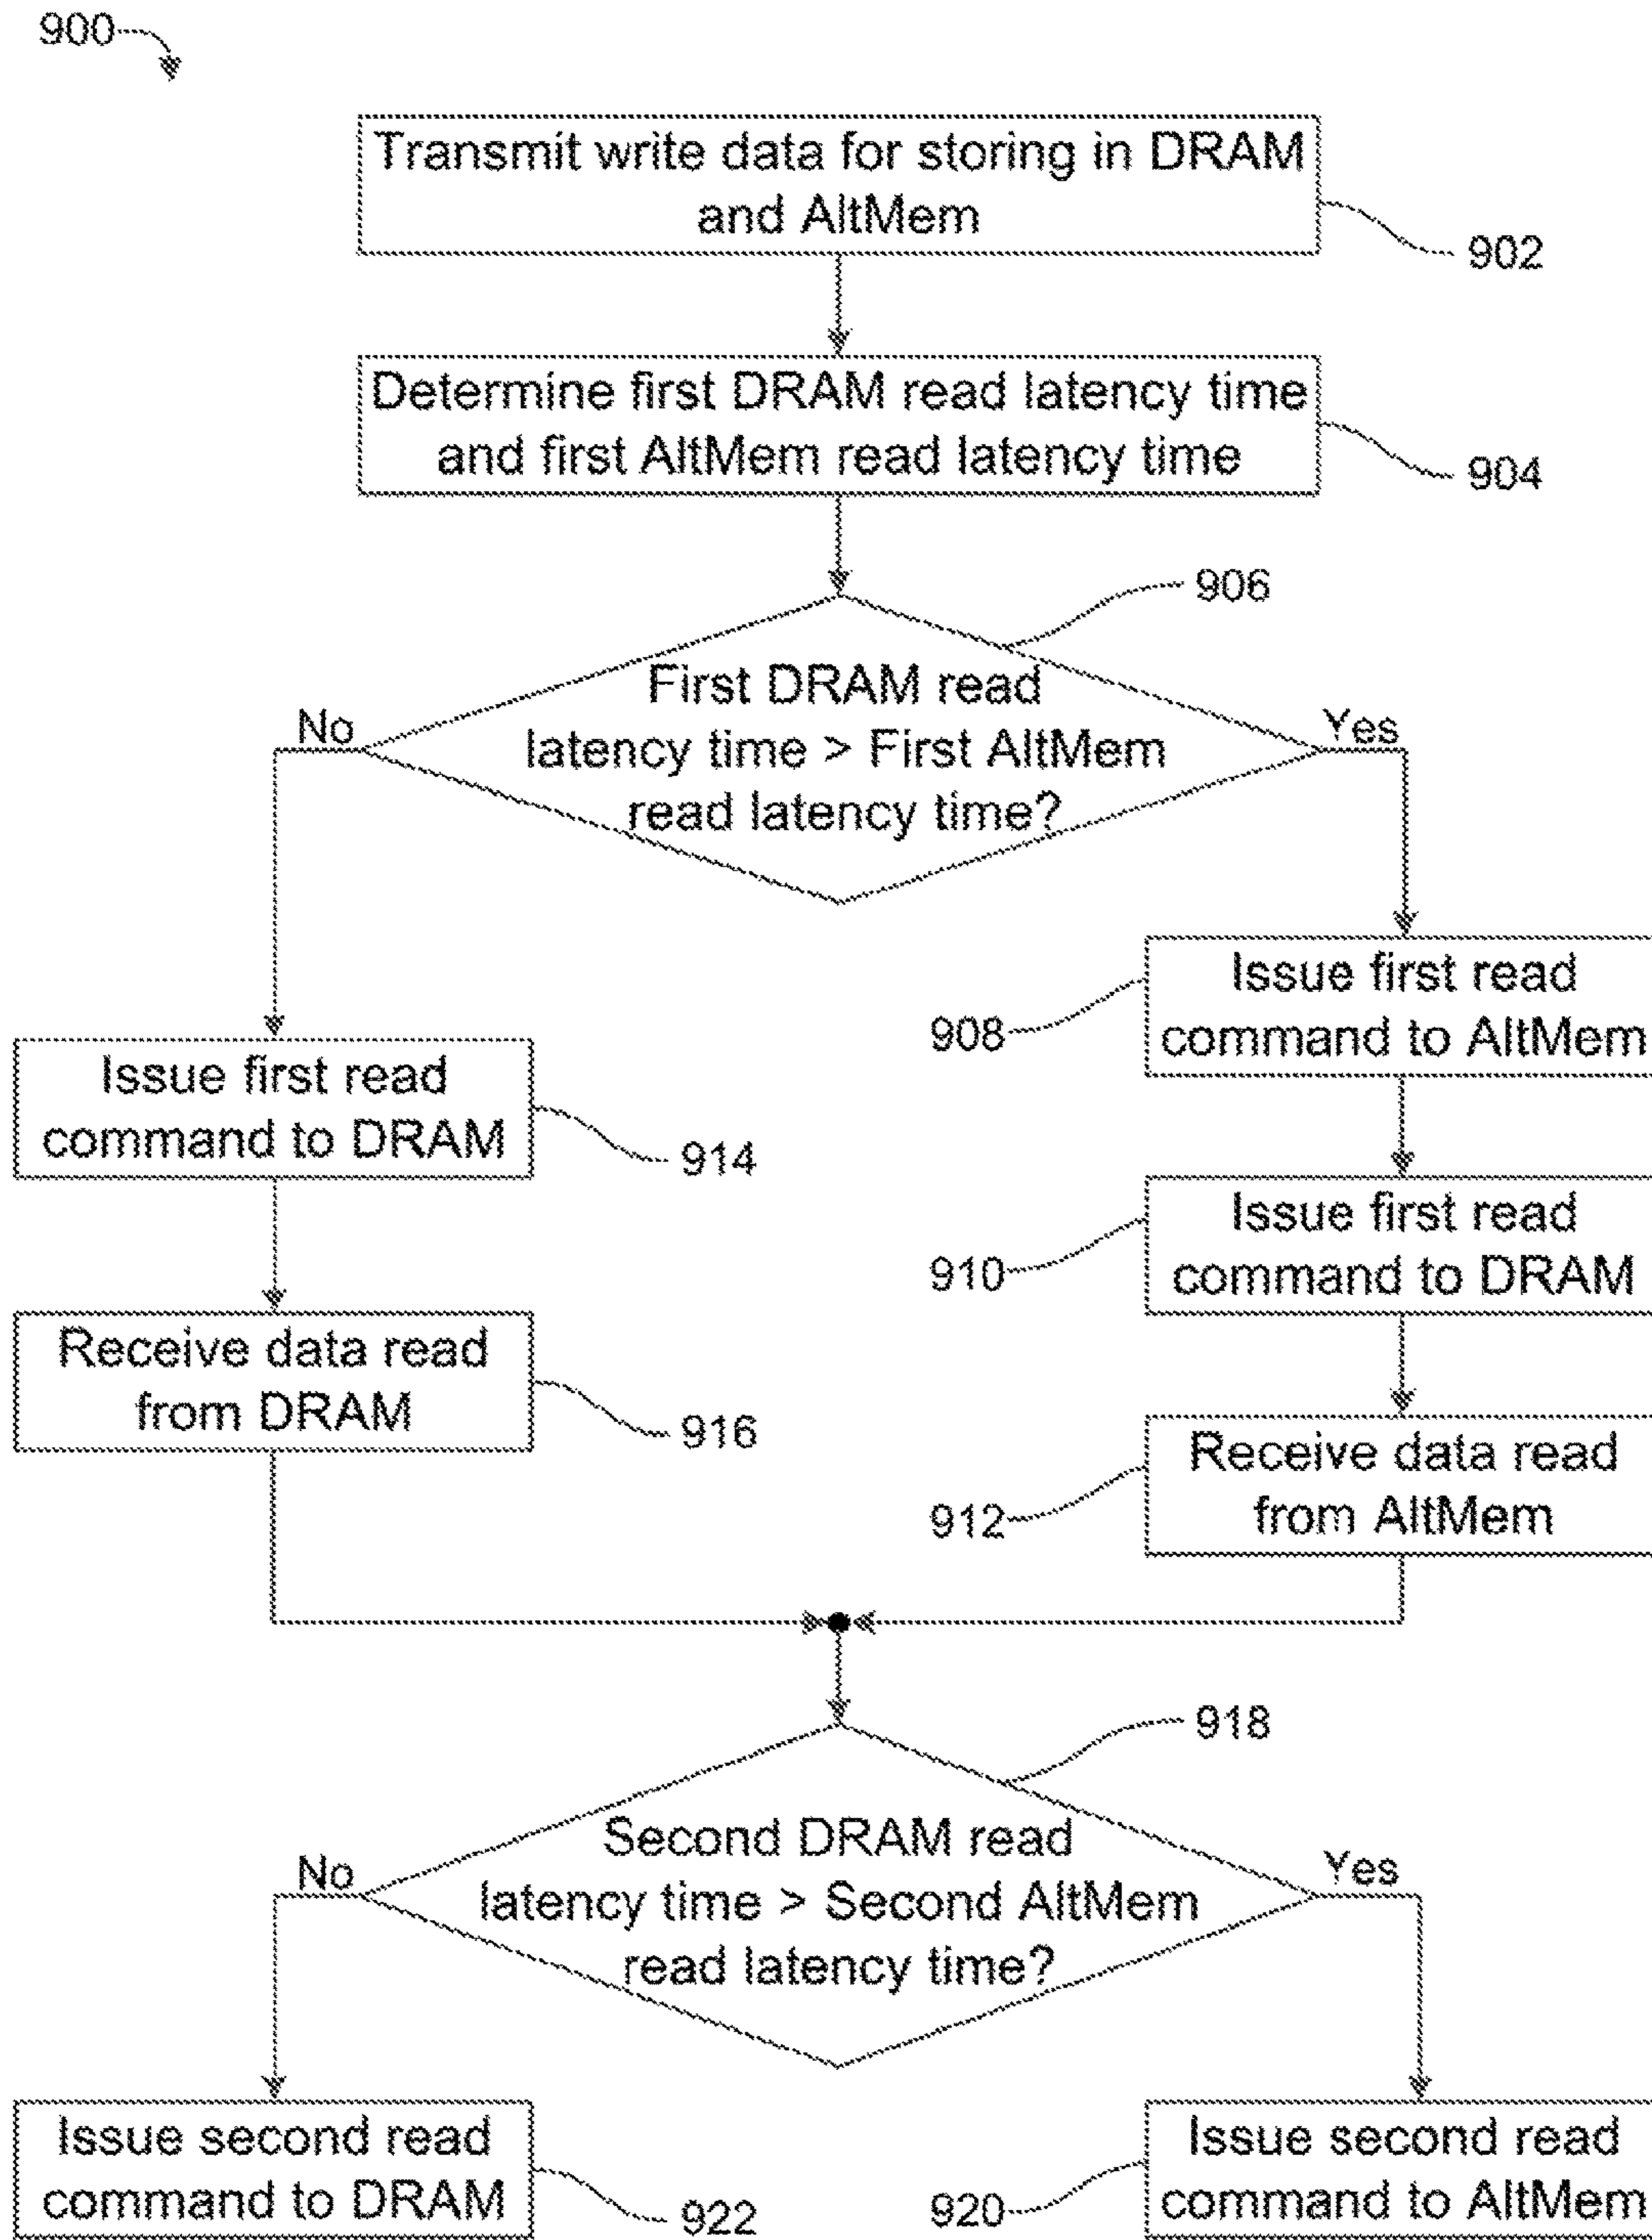 900
Transmit write data for storing in DRAM
and AltMem
902
Determine first DRAM read latency time
and first AltMem read latency time
904
906
First DRAM read
latency time > First AltMem
read latency time?
No
Yes
Issue first read
command to AltMem
908
Issue first read
command to DRAM
914
Issue first read
command to DRAM
910
Receive data read
from DRAM
916
Receive data read
from AltMem
912
918
Second DRAM read
latency time > Second AltMem
read latency time?
No
Yes
Issue second read
command to DRAM
922
Issue second read
command to AltMem
920